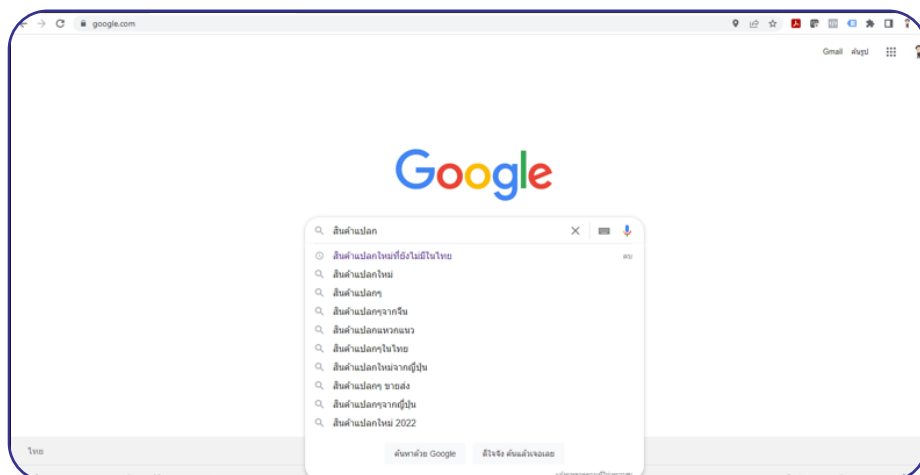 google.com
Gmail ค้นรูป
Google
สินค้าแปลก
สินค้าแปลกใหม่ที่ยังไม่มีในไทย ลบ
สินค้าแปลกใหม่
สินค้าแปลกๆ
สินค้าแปลกๆจากจีน
สินค้าแปลกแหวกแนว
สินค้าแปลกๆในไทย
สินค้าแปลกใหม่จากญี่ปุ่น
สินค้าแปลกๆ ขายส่ง
สินค้าแปลกๆจากญี่ปุ่น
สินค้าแปลกใหม่ 2022
ค้นหาด้วย Google ดีใจจัง ค้นแล้วเจอเลย
ไทย